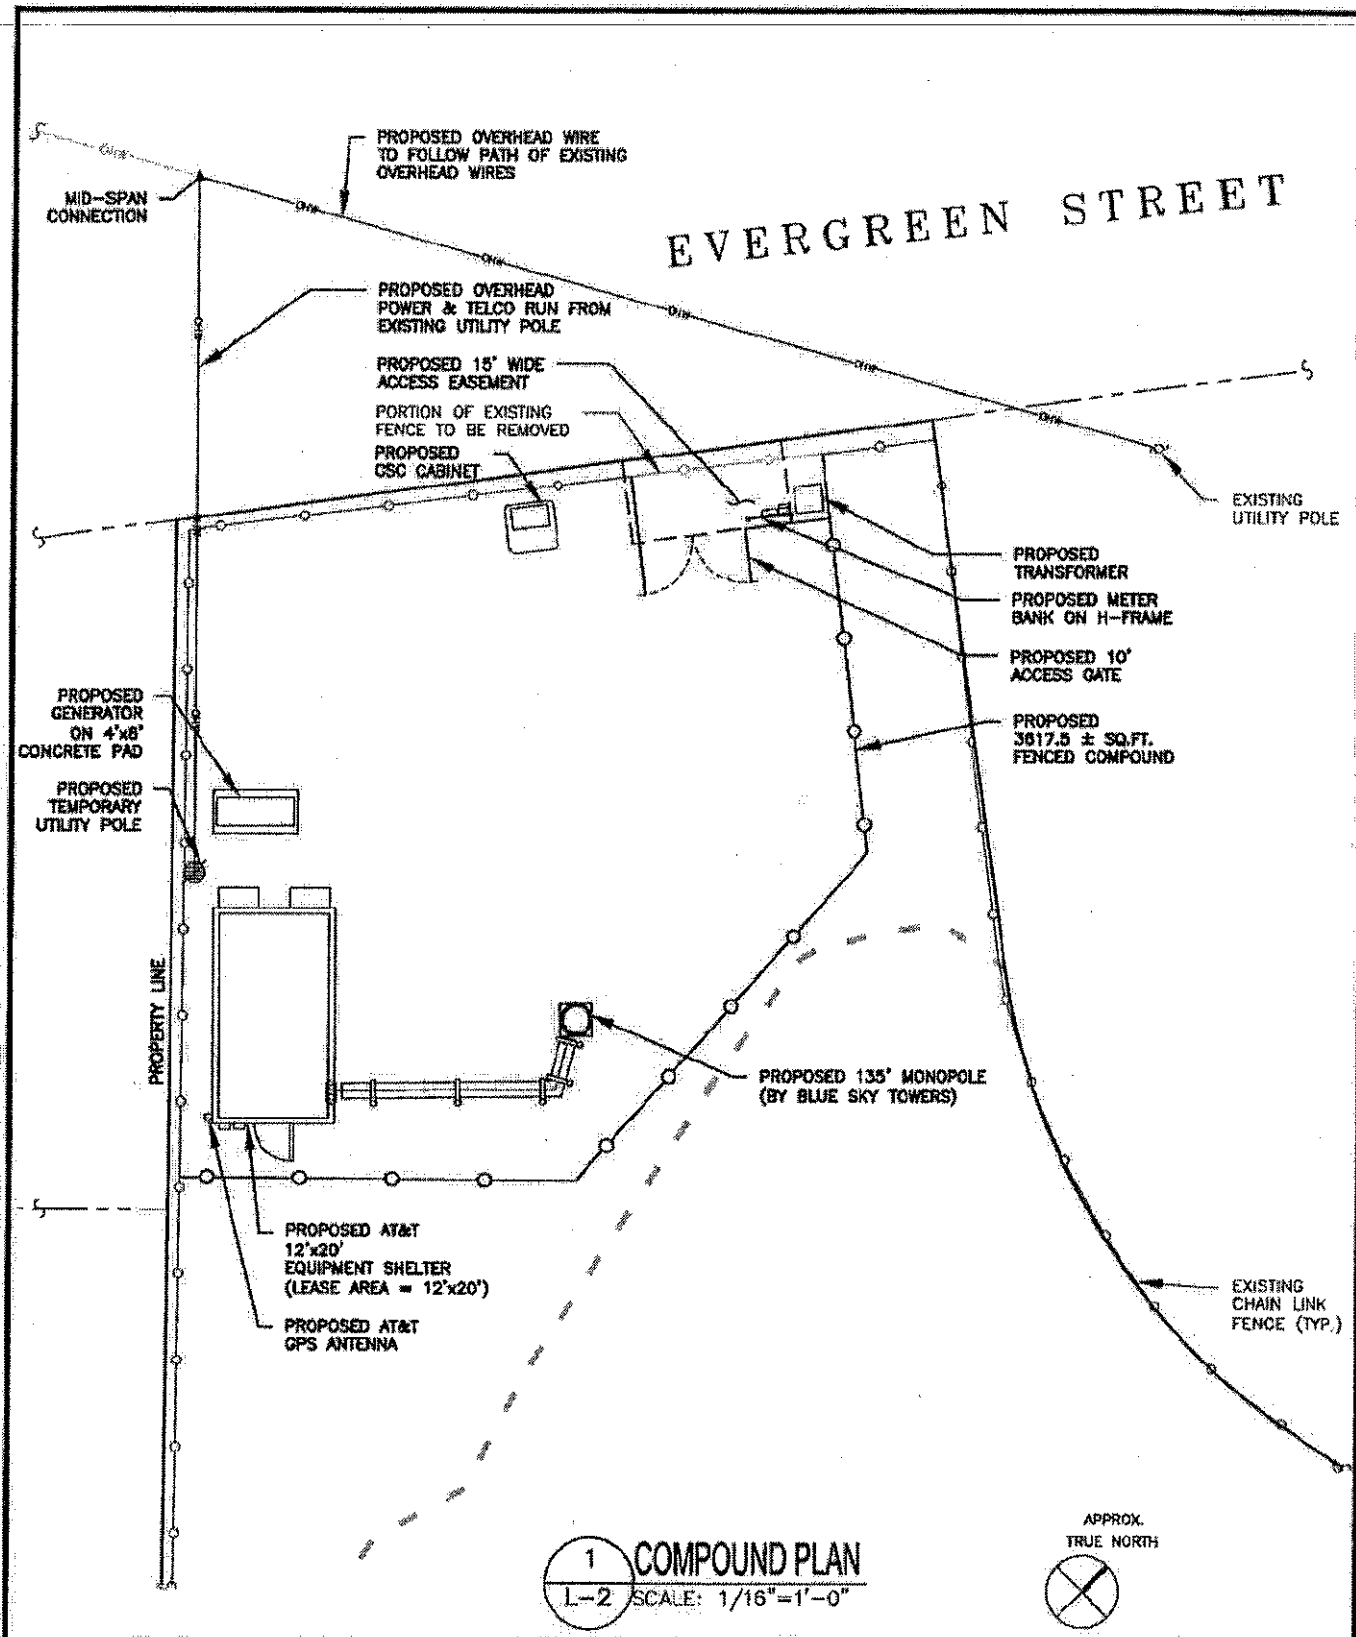 PROPOSED OVERHEAD WIRE
TO FOLLOW PATH OF EXISTING
OVERHEAD WIRES
MID-SPAN
CONNECTION
EVERGREEN STREET
PROPOSED OVERHEAD
POWER & TELCO RUN FROM
EXISTING UTILITY POLE
PROPOSED 15' WIDE
ACCESS EASEMENT
PORTION OF EXISTING
FENCE TO BE REMOVED
PROPOSED
CSC CABINET
EXISTING
UTILITY POLE
PROPOSED
TRANSFORMER
PROPOSED METER
BANK ON H-FRAME
PROPOSED 10'
ACCESS GATE
PROPOSED
3617.5 ± SQ.FT.
FENCED COMPOUND
PROPOSED
GENERATOR
ON 4'x8'
CONCRETE PAD
PROPOSED
TEMPORARY
UTILITY POLE
PROPERTY LINE
PROPOSED 135' MONOPOLE
(BY BLUE SKY TOWERS)
PROPOSED AT&T
12'x20'
EQUIPMENT SHELTER
(LEASE AREA = 12'x20')
PROPOSED AT&T
GPS ANTENNA
EXISTING
CHAIN LINK
FENCE (TYP.)
1
L-2
COMPOUND PLAN
SCALE: 1/16"=1'-0"
APPROX.
TRUE NORTH